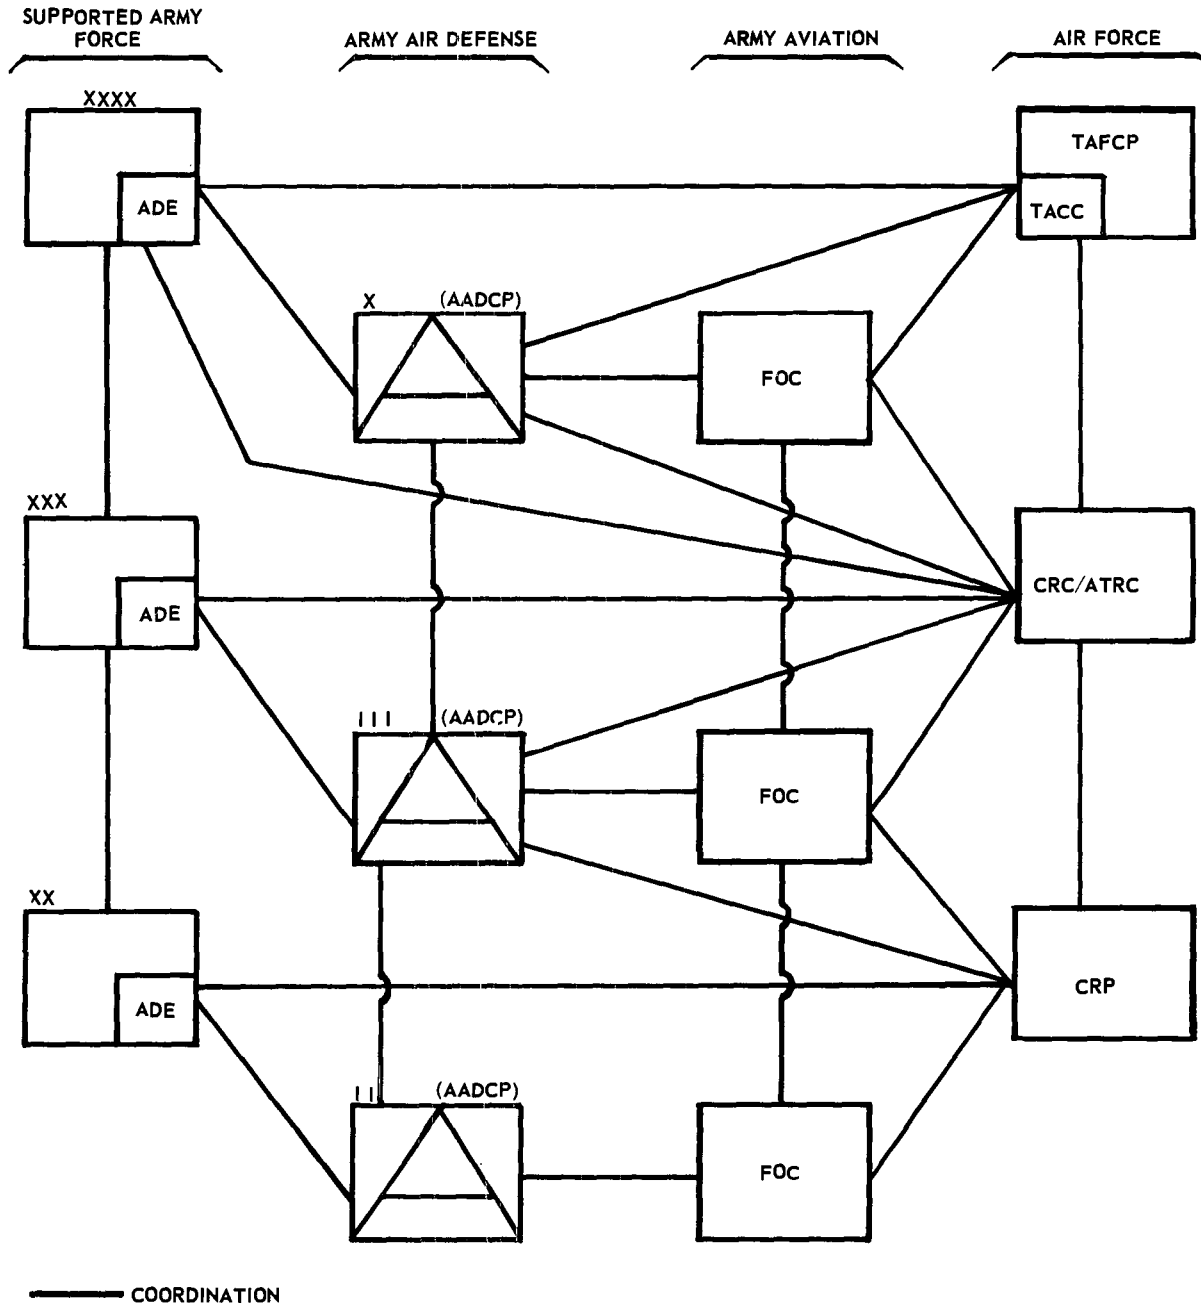 SUPPORTED ARMY
FORCE
ARMY AIR DEFENSE
ARMY AVIATION
AIR FORCE
XXXX
ADE
TAFCP
TACC
X
(AADCP)
FOC
XXX
ADE
CRC/ATRC
III
(AADCP)
FOC
XX
ADE
CRP
II
(AADCP)
FOC
COORDINATION